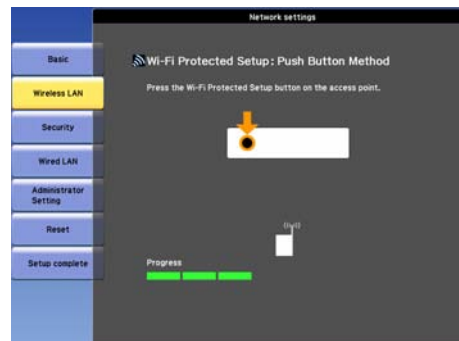 Network settings
Basic
Wireless LAN
Security
Wired LAN
Administrator
Setting
Reset
Setup complete
Wi-Fi Protected Setup: Push Button Method
Press the Wi-Fi Protected Setup button on the access point.
Progress